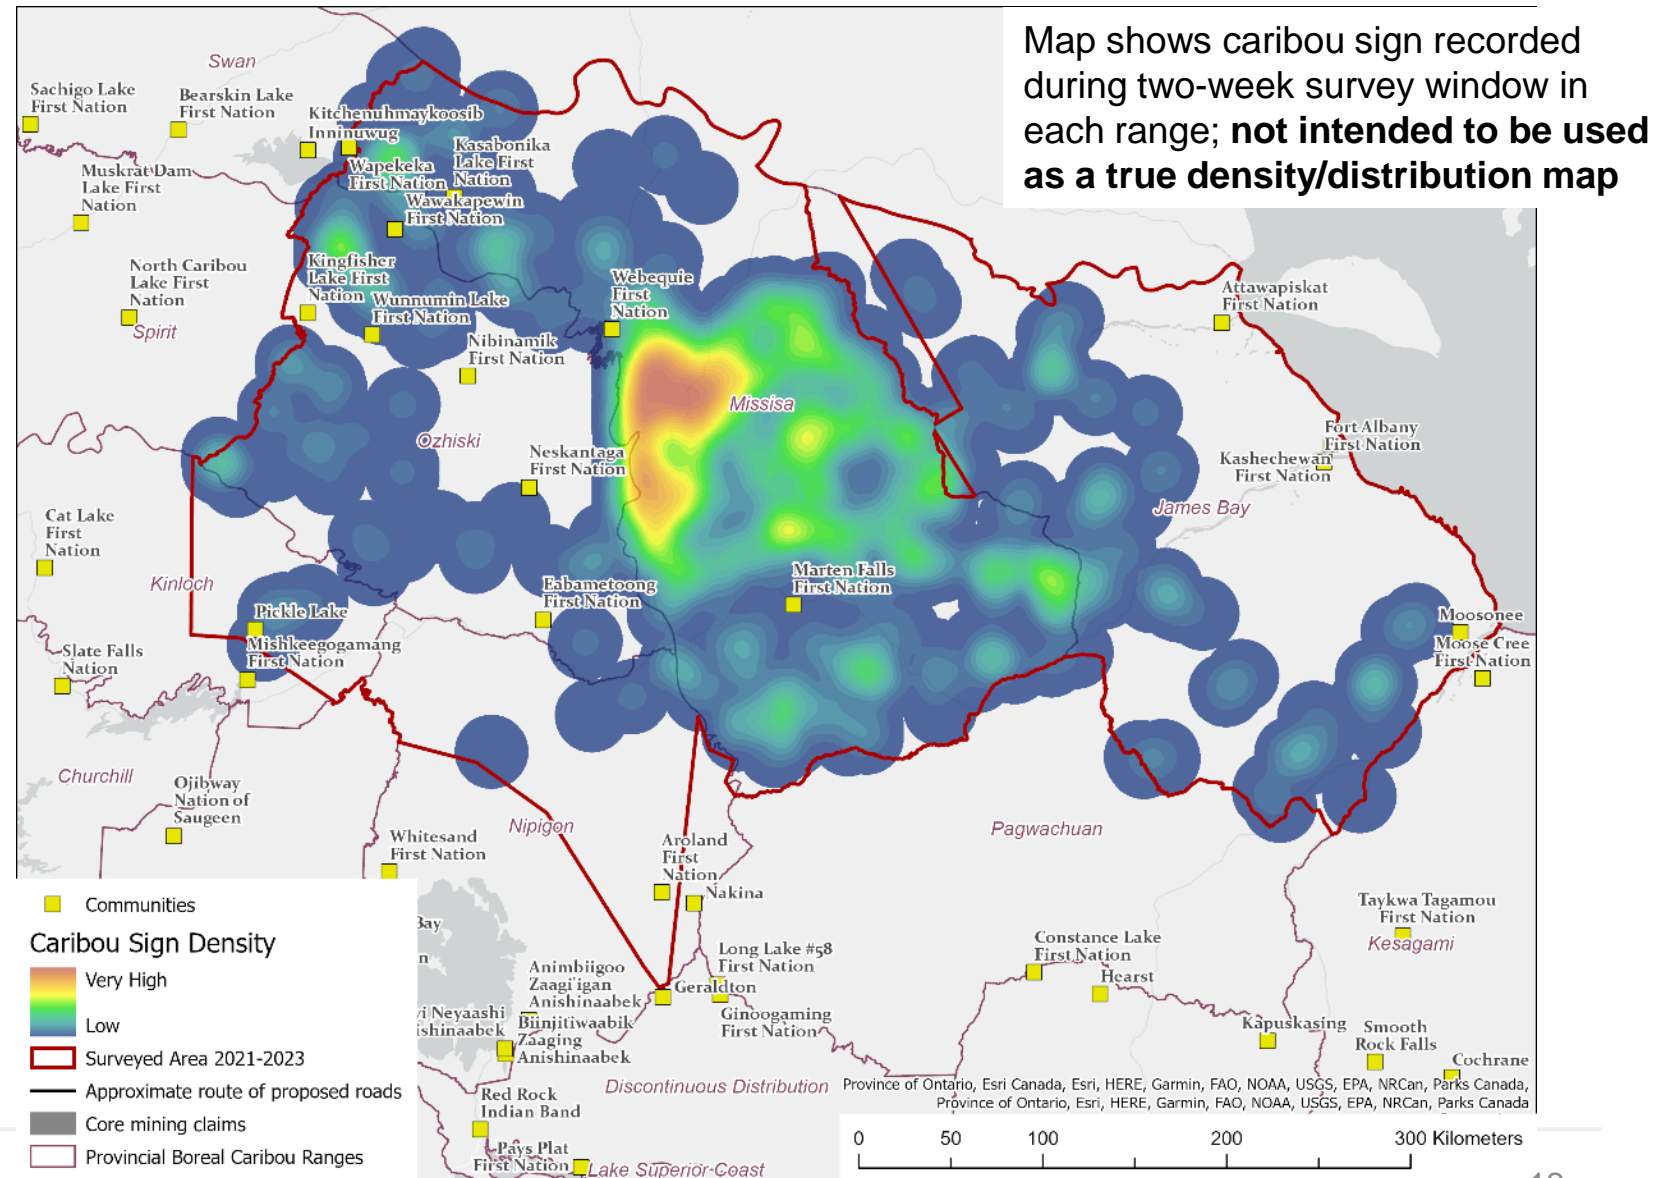 Map shows caribou sign recorded
during two-week survey window in
each range; not intended to be used
as a true density/distribution map
Swan
Sachigo Lake
First Nation
Bearskin Lake
First Nation
Kitchenuhmaykoosib
Inninuwug
Kasabonika
Lake First
Nation
Muskrat Dam
Lake First
Nation
Wapekeka
First Nation
Wawakapewin
First Nation
North Caribou
Lake First
Nation
Spirit
Kingfisher
Lake First
Nation
Wunnumin Lake
First Nation
Webequie
First
Nation
Attawapiskat
First Nation
Nibinamik
First Nation
Missisa
Ozhiski
Neskantaga
First Nation
Fort Albany
First Nation
Kashechewan
First Nation
James Bay
Cat Lake
First
Nation
Kinloch
Eabametoong
First Nation
Marten Falls
First Nation
Pickle Lake
Mishkeegogamang
First Nation
Slate Falls
Nation
Moosonee
Moose Cree
First Nation
Churchill
Ojibway
Nation of
Saugeen
Nipigon
Whitesand
First Nation
Aroland
First
Nation
Nakina
Pagwachuan
Taykwa Tagamou
First Nation
Kesagami
Constance Lake
First Nation
Hearst
Long Lake #58
First Nation
Geraldton
Ginoogaming
First Nation
Bay
n
Animbiigoo
Zaagi'igan
Anishinaabek
vi Neyaashi
ishinaabek
Biinjitiwaabik
Zaaging
Anishinaabek
Kapuskasing
Smooth
Rock Falls
Cochrane
Discontinuous Distribution
Red Rock
Indian Band
Pays Plat
First Nation
Lake Superior-Coast
Communities
Caribou Sign Density
Very High
Low
Surveyed Area 2021-2023
Approximate route of proposed roads
Core mining claims
Provincial Boreal Caribou Ranges
Province of Ontario, Esri Canada, Esri, HERE, Garmin, FAO, NOAA, USGS, EPA, NRCan, Parks Canada,
Province of Ontario, Esri, HERE, Garmin, FAO, NOAA, USGS, EPA, NRCan, Parks Canada
0 50 100 200 300 Kilometers